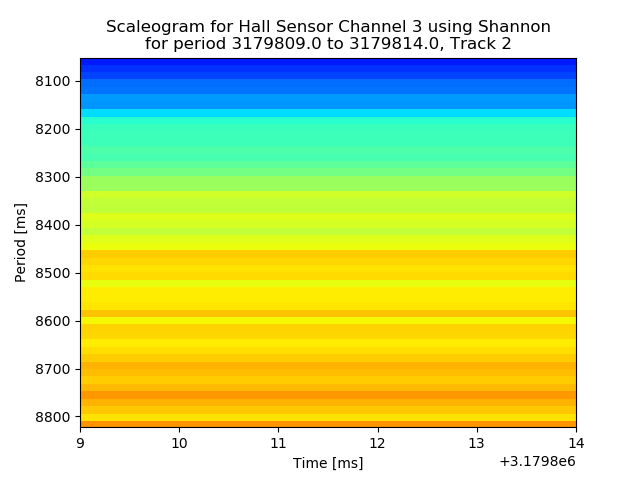 Scaleogram for Hall Sensor Channel 3 using Shannon
for period 3179809.0 to 3179814.0, Track 2
8100
8200
8300
8400
8500
8600
8700
8800
Period [ms]
9 10 11 12 13 14
Time [ms]
+3.1798e6